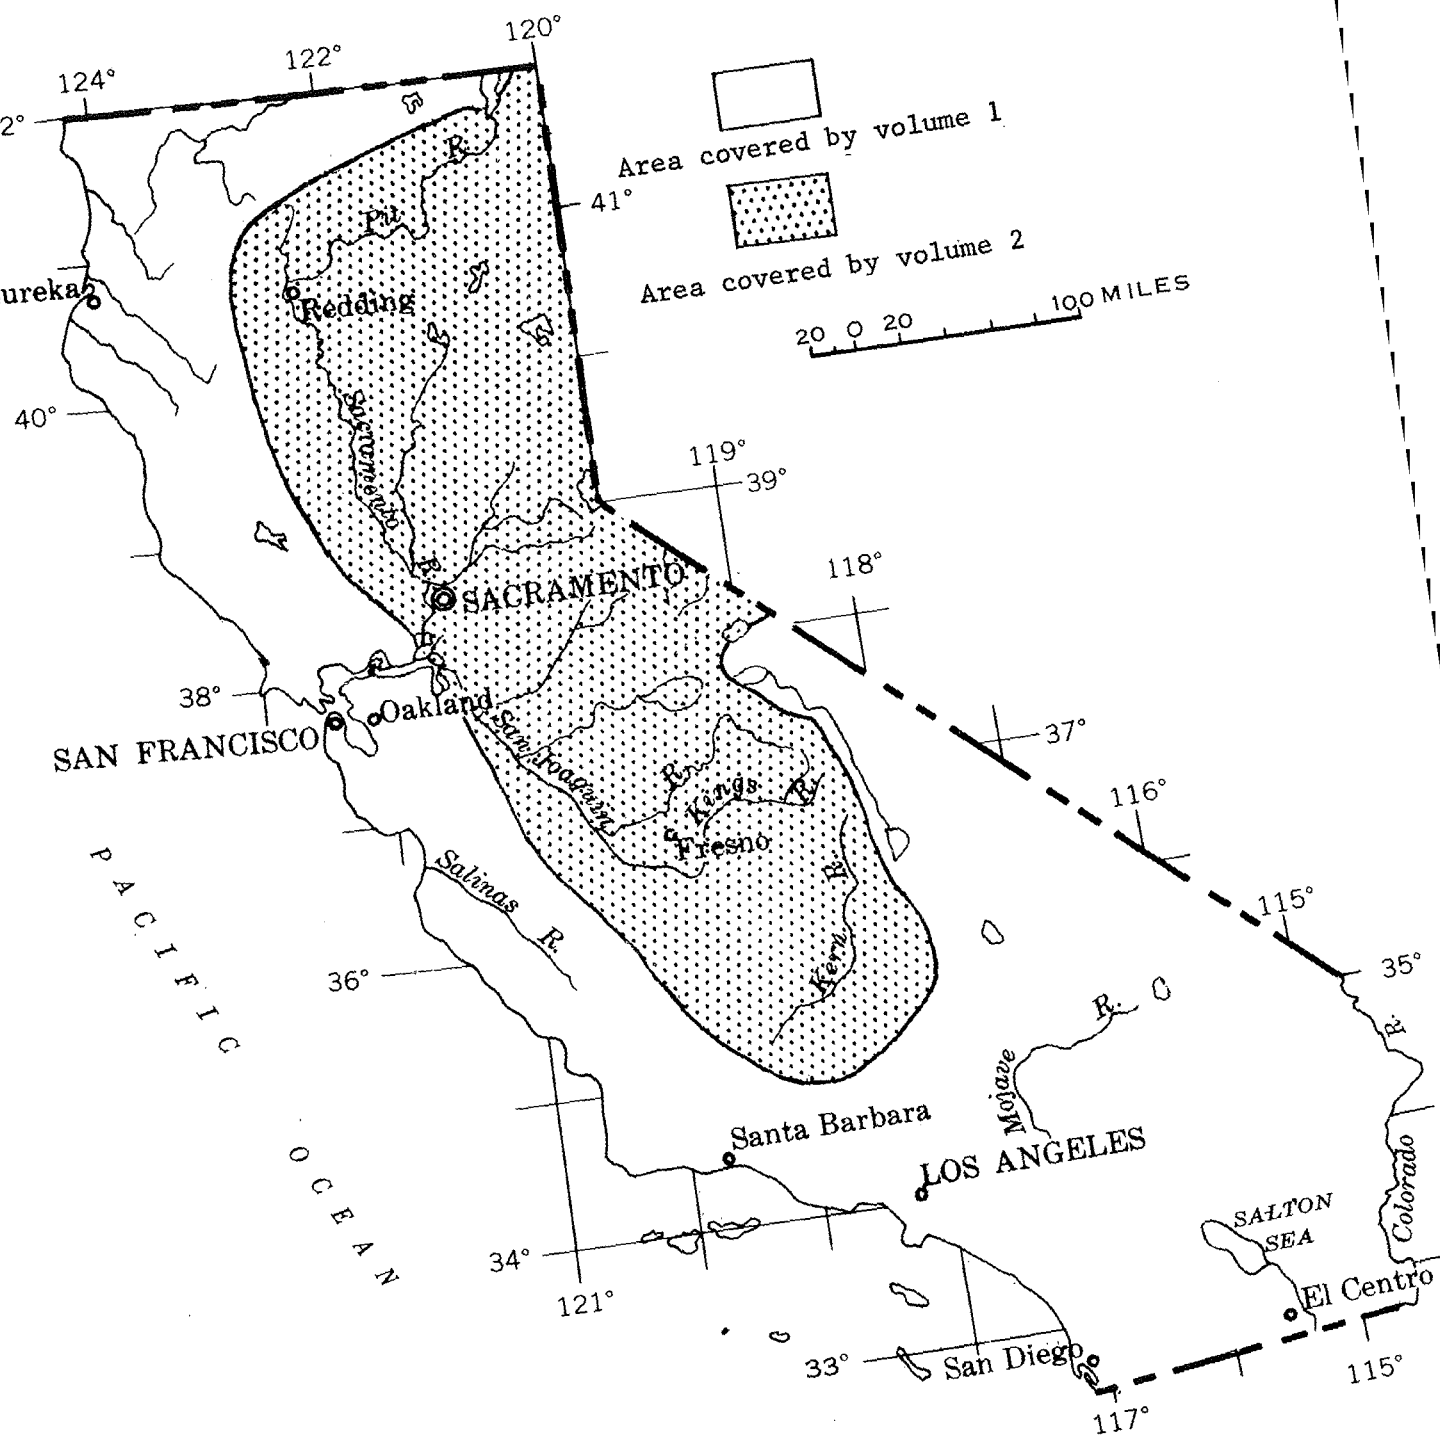 120°
122°
124°
2°
Area covered by volume 1
41°
Area covered by volume 2
R.
Pit
ureka
Redding
100 MILES
20 0 20
40°
Sacramento
R.
119°
39°
118°
SACRAMENTO
38°
Oakland
SAN FRANCISCO
San Joaquin
R.
37°
Kings
R.
116°
Fresno
PACIFIC
OCEAN
Salinas
R.
R.
Kern
115°
36°
35°
R.
R.
Mojave
Santa Barbara
LOS ANGELES
Colorado
SALTON
SEA
34°
El Centro
121°
33°
San Diego
115°
117°